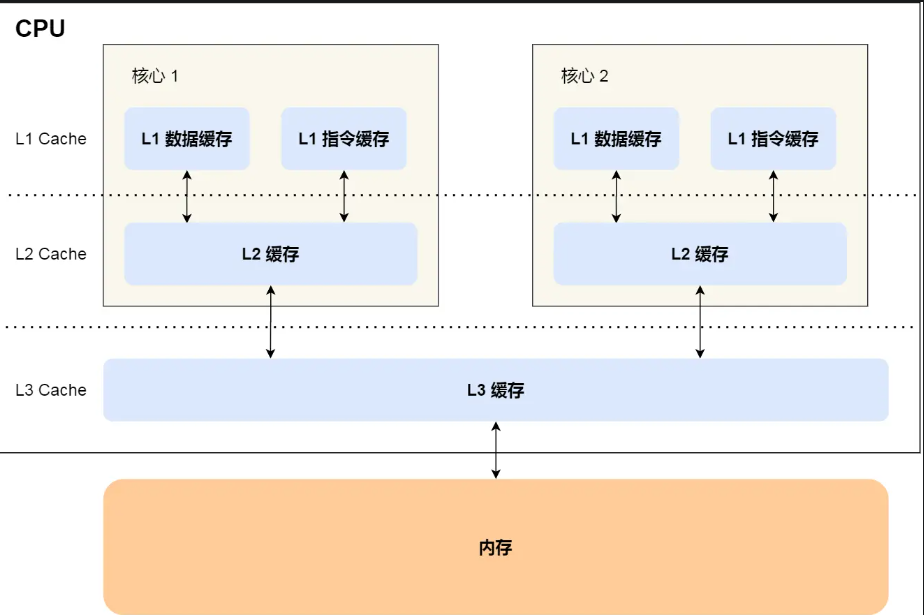 CPU
核心 1
核心 2
L1 Cache
L1 数据缓存
L1 指令缓存
L1 数据缓存
L1 指令缓存
L2 Cache
L2 缓存
L2 缓存
L3 Cache
L3 缓存
内存